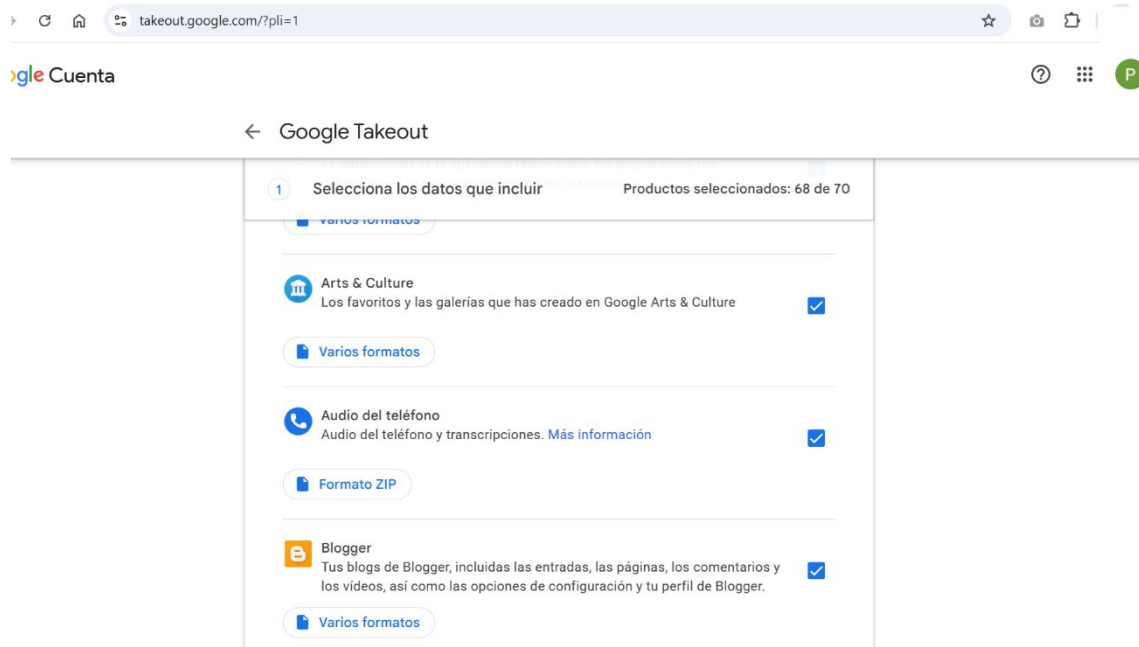 takeout.google.com/?pli=1
gle Cuenta
P
Google Takeout
1 Selecciona los datos que incluir Productos seleccionados: 68 de 70
Varios formatos
Arts & Culture
Los favoritos y las galerías que has creado en Google Arts & Culture
Varios formatos
Audio del teléfono
Audio del teléfono y transcripciones. Más información
Formato ZIP
Blogger
Tus blogs de Blogger, incluidas las entradas, las páginas, los comentarios y
los vídeos, así como las opciones de configuración y tu perfil de Blogger.
Varios formatos